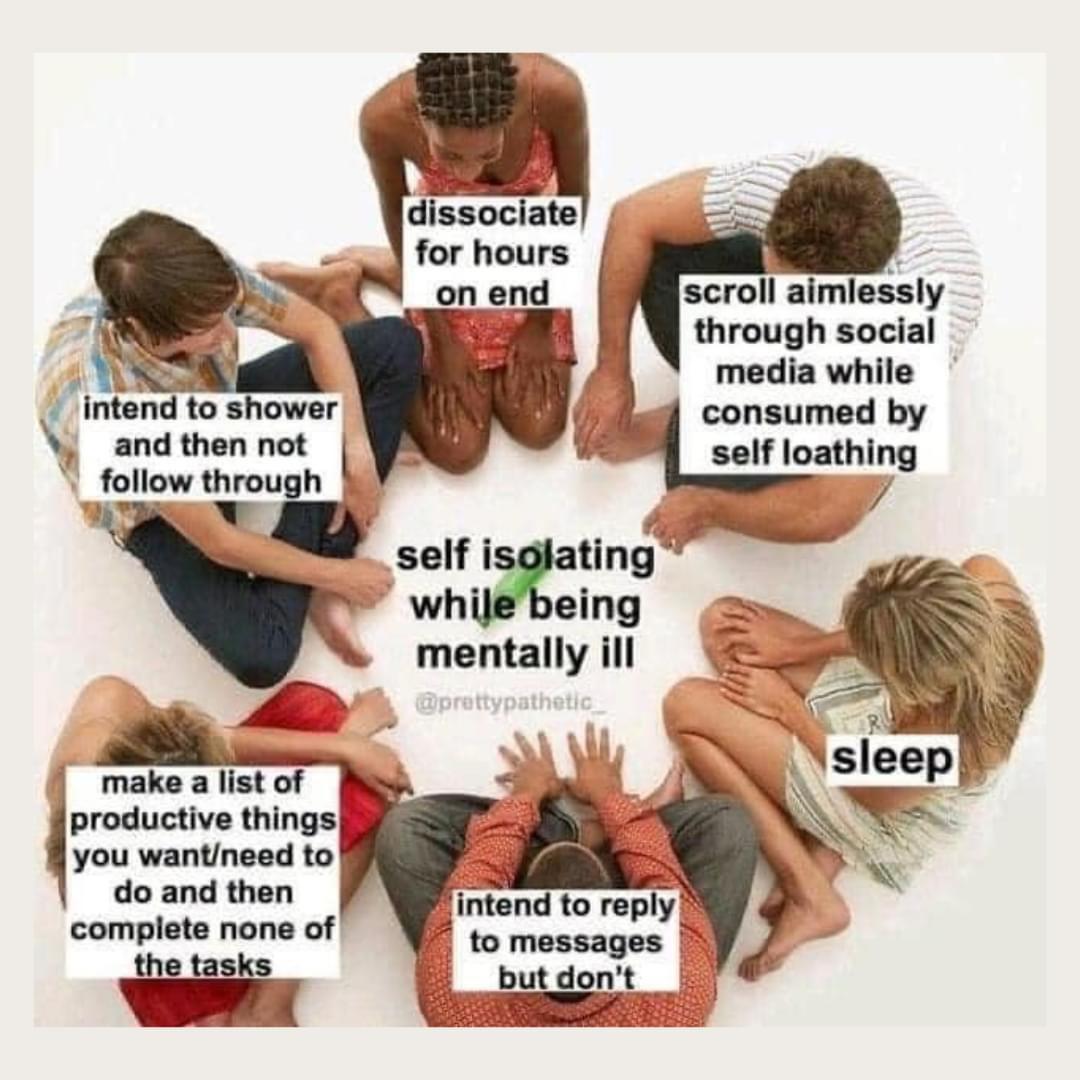 dissociate
for hours
on end
scroll aimlessly
through social
media while
consumed by
self loathing
intend to shower
and then not
follow through
self isolating
while being
mentally ill
@prettypathetic_
sleep
make a list of
productive things
you want/need to
do and then
complete none of
the tasks
intend to reply
to messages
but don't